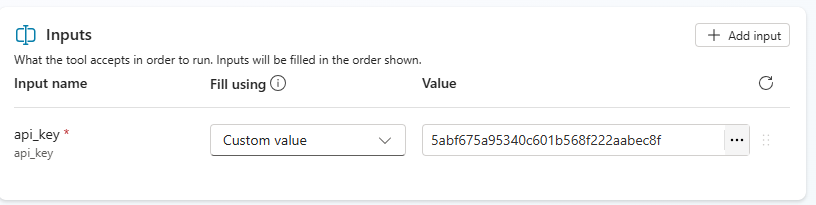 Inputs
+ Add input
What the tool accepts in order to run. Inputs will be filled in the order shown.
Input name Fill using Value
api_key * Custom value 5abf675a95340c601b568f222aabec8f ...
api_key